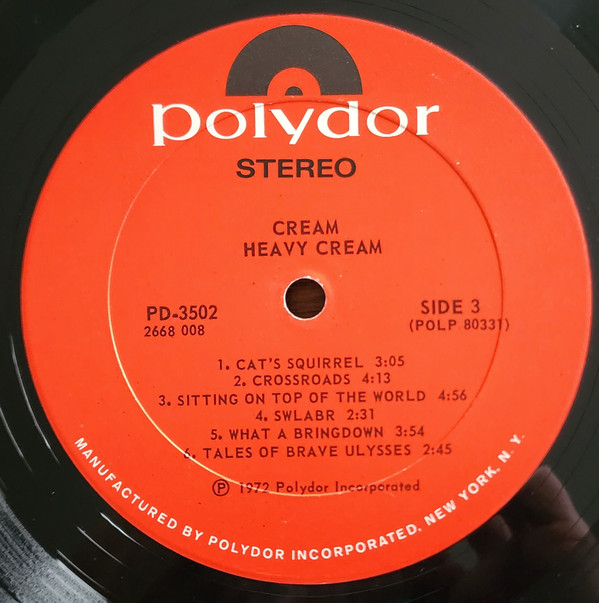 polydor
STEREO
CREAM
HEAVY CREAM
PD-3502
2668 008
SIDE 3
(POLP 80331)
1. CAT'S SQUIRREL 3:05
2. CROSSROADS 4:13
3. SITTING ON TOP OF THE WORLD 4:56
4. SWLABR 2:31
5. WHAT A BRINGDOWN 3:54
6. TALES OF BRAVE ULYSSES 2:45
℗ 1972 Polydor Incorporated
MANUFACTURED BY POLYDOR INCORPORATED, NEW YORK, N. Y.